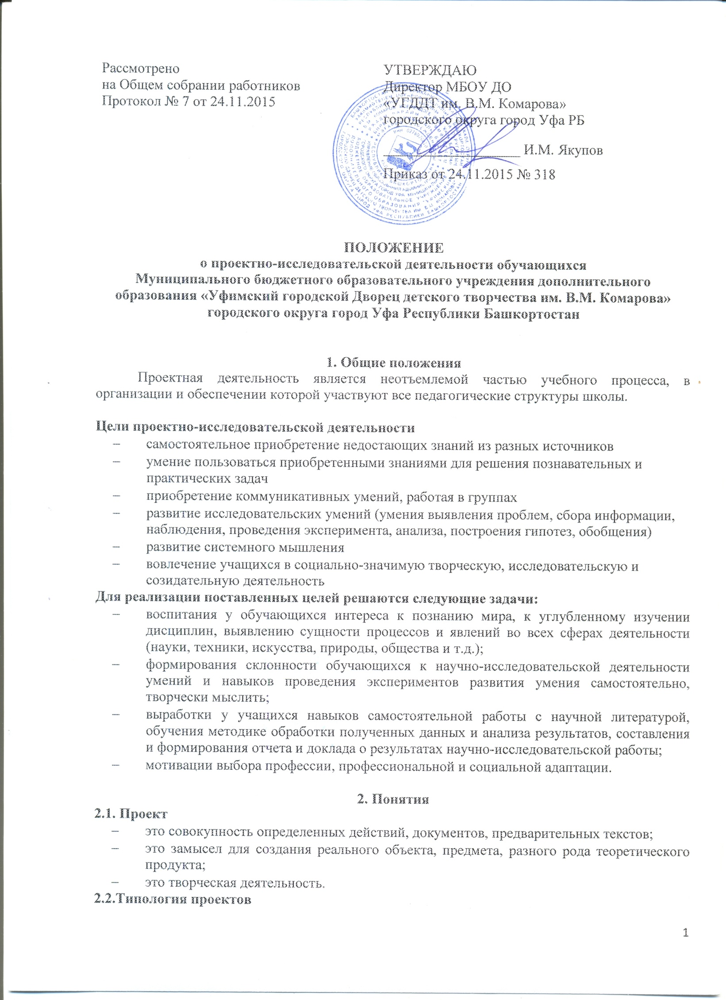 Рассмотрено
на Общем собрании работников
Протокол № 7 от 24.11.2015
УТВЕРЖДАЮ
Директор МБОУ ДО
«УГДДТ им. В.М. Комарова»
городского округа город Уфа РБ
И.М. Якупов
Приказ от 24.11.2015 № 318
ПОЛОЖЕНИЕ
о проектно-исследовательской деятельности обучающихся
Муниципального бюджетного образовательного учреждения дополнительного
образования «Уфимский городской Дворец детского творчества им. В.М. Комарова»
городского округа город Уфа Республики Башкортостан
1. Общие положения
Проектная деятельность является неотъемлемой частью учебного процесса, в
организации и обеспечении которой участвуют все педагогические структуры школы.
Цели проектно-исследовательской деятельности
– самостоятельное приобретение недостающих знаний из разных источников
– умение пользоваться приобретенными знаниями для решения познавательных и
практических задач
– приобретение коммуникативных умений, работая в группах
– развитие исследовательских умений (умения выявления проблем, сбора информации,
наблюдения, проведения эксперимента, анализа, построения гипотез, обобщения)
– развитие системного мышления
– вовлечение учащихся в социально-значимую творческую, исследовательскую и
созидательную деятельность
Для реализации поставленных целей решаются следующие задачи:
– воспитания у обучающихся интереса к познанию мира, к углубленному изучении
дисциплин, выявлению сущности процессов и явлений во всех сферах деятельности
(науки, техники, искусства, природы, общества и т.д.);
– формирования склонности обучающихся к научно-исследовательской деятельности
умений и навыков проведения экспериментов развития умения самостоятельно,
творчески мыслить;
– выработки у учащихся навыков самостоятельной работы с научной литературой,
обучения методике обработки полученных данных и анализа результатов, составления
и формирования отчета и доклада о результатах научно-исследовательской работы;
– мотивации выбора профессии, профессиональной и социальной адаптации.
2. Понятия
2.1. Проект
– это совокупность определенных действий, документов, предварительных текстов;
– это замысел для создания реального объекта, предмета, разного рода теоретического
продукта;
– это творческая деятельность.
2.2.Типология проектов
1